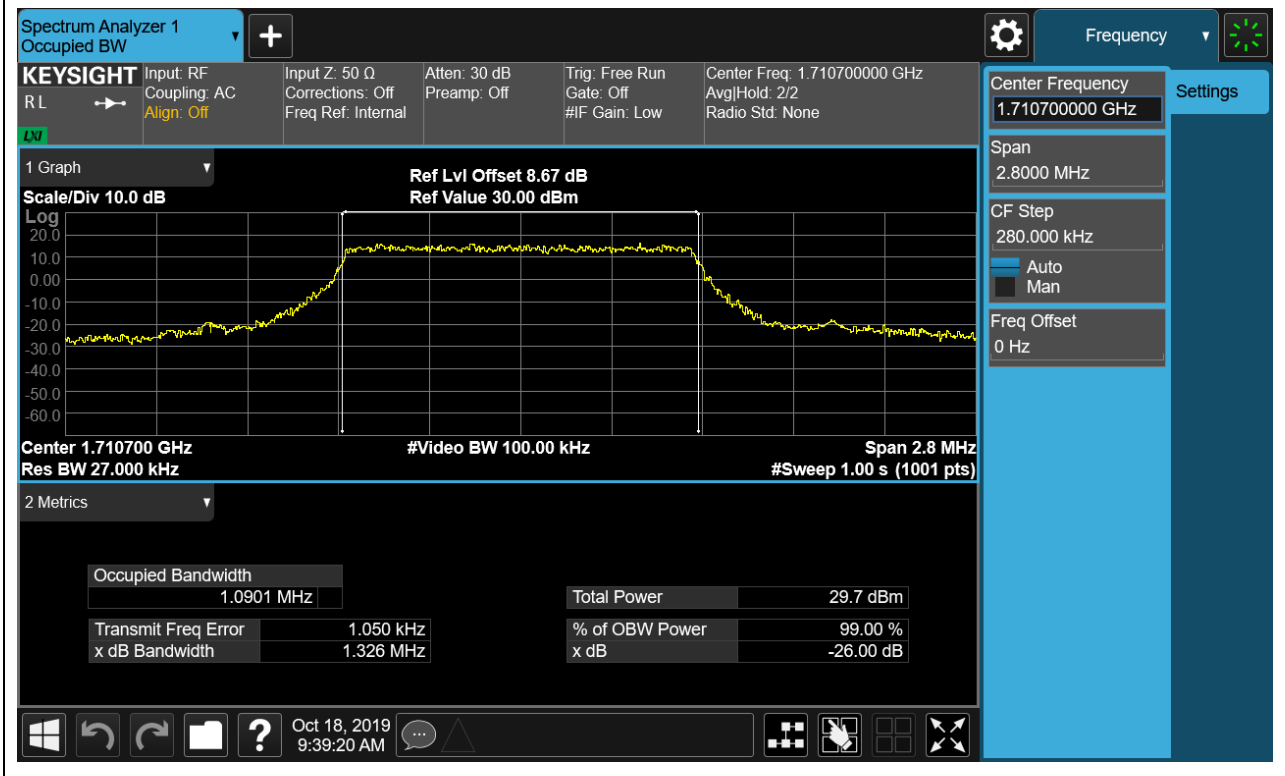 Spectrum Analyzer 1
Occupied BW
Frequency
KEYSIGHT
R L
LXI
Input: RF
Coupling: AC
Align: Off
Input Z: 50 Ω
Corrections: Off
Freq Ref: Internal
Atten: 30 dB
Preamp: Off
Trig: Free Run
Gate: Off
#IF Gain: Low
Center Freq: 1.710700000 GHz
Avg|Hold: 2/2
Radio Std: None
Center Frequency
1.710700000 GHz
Settings
Span
2.8000 MHz
CF Step
280.000 kHz
Auto
Man
Freq Offset
0 Hz
1 Graph
Scale/Div 10.0 dB
Ref Lvl Offset 8.67 dB
Ref Value 30.00 dBm
Log
20.0
10.0
0.00
-10.0
-20.0
-30.0
-40.0
-50.0
-60.0
Center 1.710700 GHz
#Video BW 100.00 kHz
Span 2.8 MHz
Res BW 27.000 kHz
#Sweep 1.00 s (1001 pts)
2 Metrics
Occupied Bandwidth
1.0901 MHz
Total Power 29.7 dBm
Transmit Freq Error 1.050 kHz
% of OBW Power 99.00 %
x dB Bandwidth 1.326 MHz
x dB -26.00 dB
?
Oct 18, 2019
9:39:20 AM